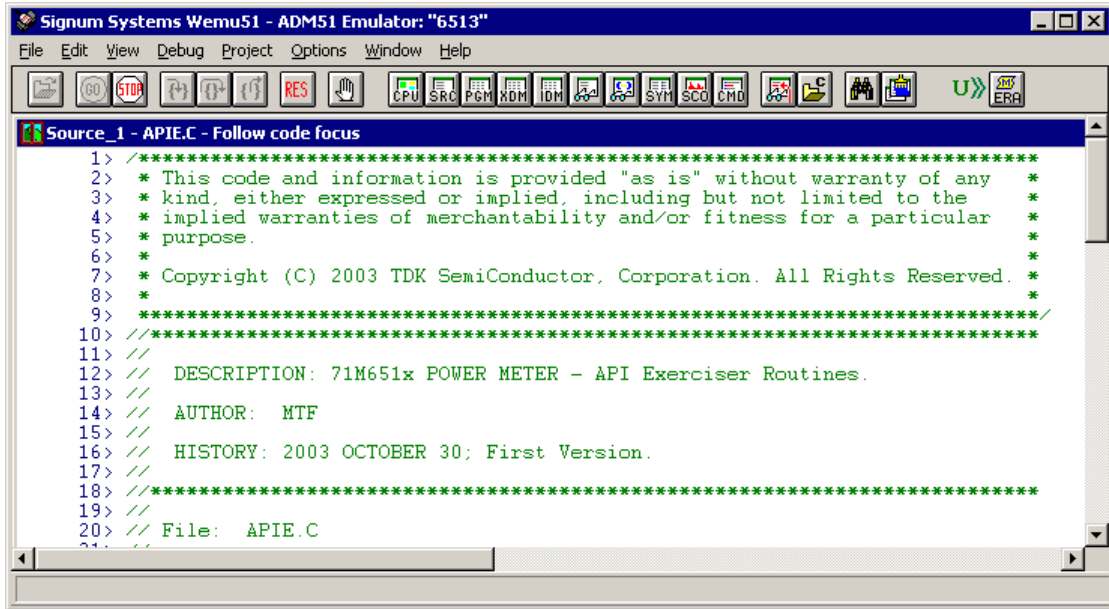 Signum Systems Wemu51 - ADM51 Emulator: "6513"
File Edit View Debug Project Options Window Help
GO STOP RES CPU SRC PGM XDM IDM SYM SCO CMD C U» SMS ERA
Source_1 - APIE.C - Follow code focus
1> /***************************************************************************
2> * This code and information is provided "as is" without warranty of any *
3> * kind, either expressed or implied, including but not limited to the *
4> * implied warranties of merchantability and/or fitness for a particular *
5> * purpose. *
6> * *
7> * Copyright (C) 2003 TDK SemiConductor, Corporation. All Rights Reserved. *
8> * *
9> ***************************************************************************/
10> //**************************************************************************
11> //
12> // DESCRIPTION: 71M651x POWER METER - API Exerciser Routines.
13> //
14> // AUTHOR: MTF
15> //
16> // HISTORY: 2003 OCTOBER 30; First Version.
17> //
18> //**************************************************************************
19> //
20> // File: APIE.C